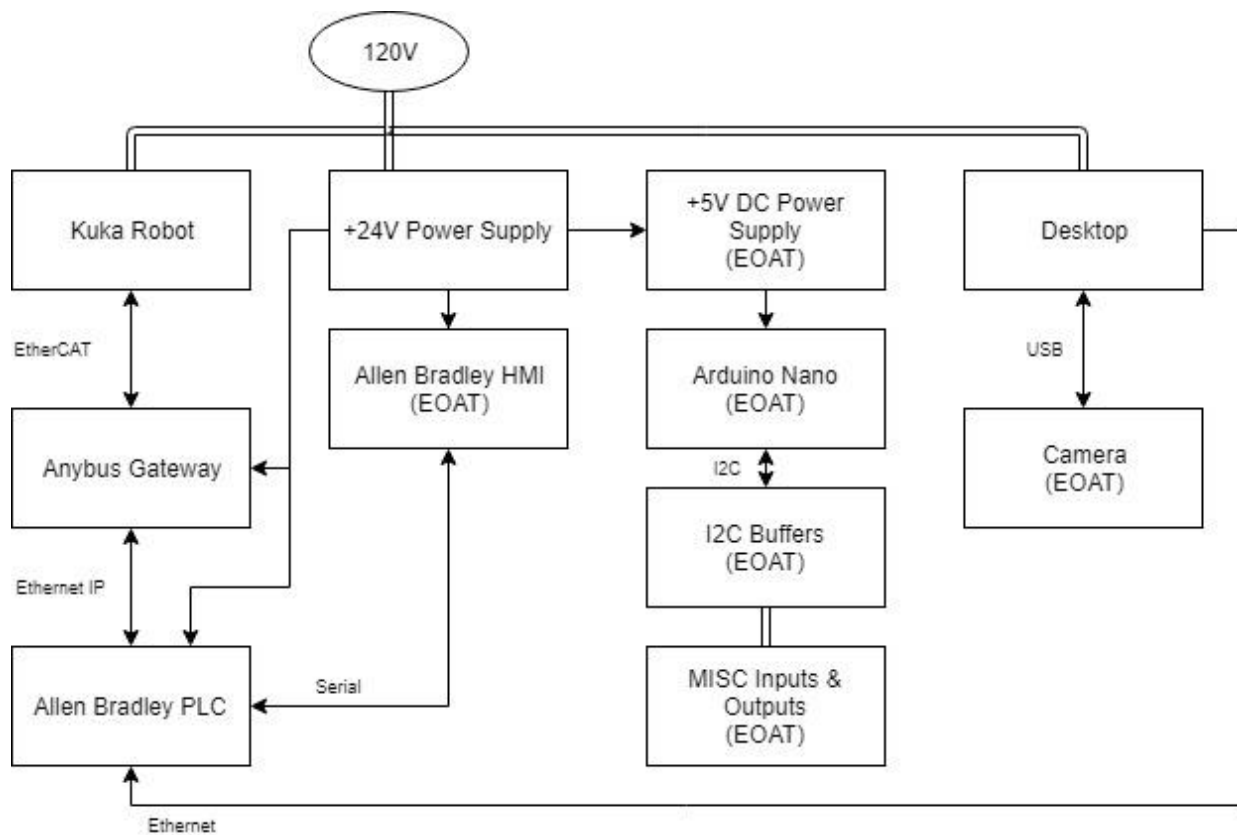 120V
Kuka Robot
+24V Power Supply
+5V DC Power
Supply
(EOAT)
Desktop
EtherCAT
Allen Bradley HMI
(EOAT)
Arduino Nano
(EOAT)
USB
Anybus Gateway
I2C
Camera
(EOAT)
I2C Buffers
(EOAT)
Ethernet IP
Allen Bradley PLC
Serial
MISC Inputs &
Outputs
(EOAT)
Ethernet